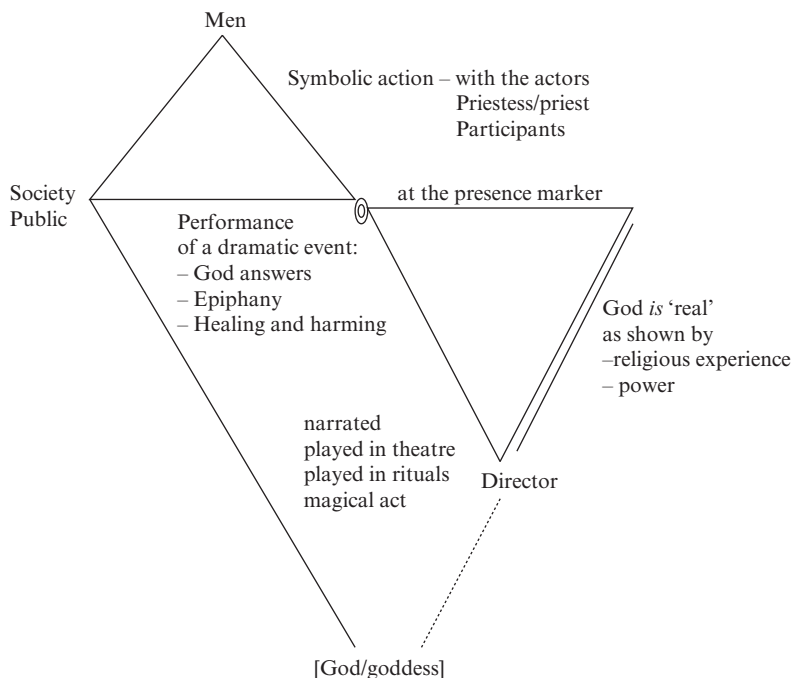 Men
Symbolic action – with the actors
Priestess/priest
Participants
Society
Public
at the presence marker
Performance
of a dramatic event:
– God answers
– Epiphany
– Healing and harming
God is ‘real’
as shown by
–religious experience
– power
narrated
played in theatre
played in rituals
magical act
Director
[God/goddess]